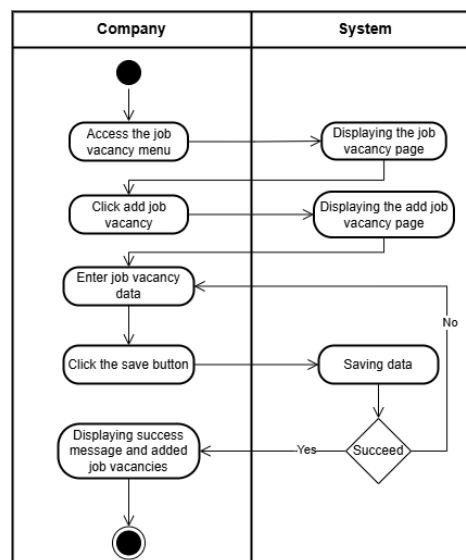 Company
System
Access the job
vacancy menu
Displaying the job
vacancy page
Click add job
vacancy
Displaying the add job
vacancy page
Enter job vacancy
data
No
Click the save button
Saving data
Displaying success
message and added
job vacancies
Yes
Succeed